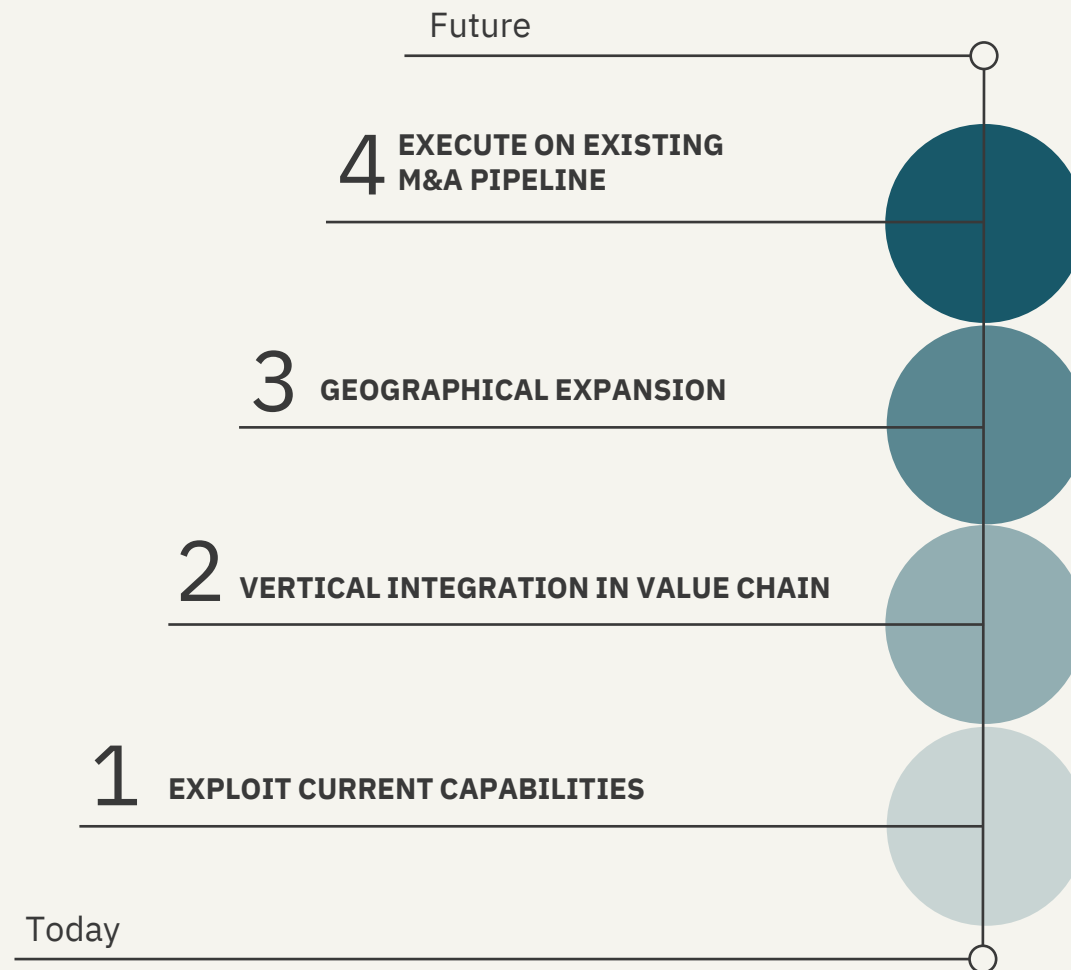 Future
4 EXECUTE ON EXISTING
M&A PIPELINE
3 GEOGRAPHICAL EXPANSION
2 VERTICAL INTEGRATION IN VALUE CHAIN
1 EXPLOIT CURRENT CAPABILITIES
Today